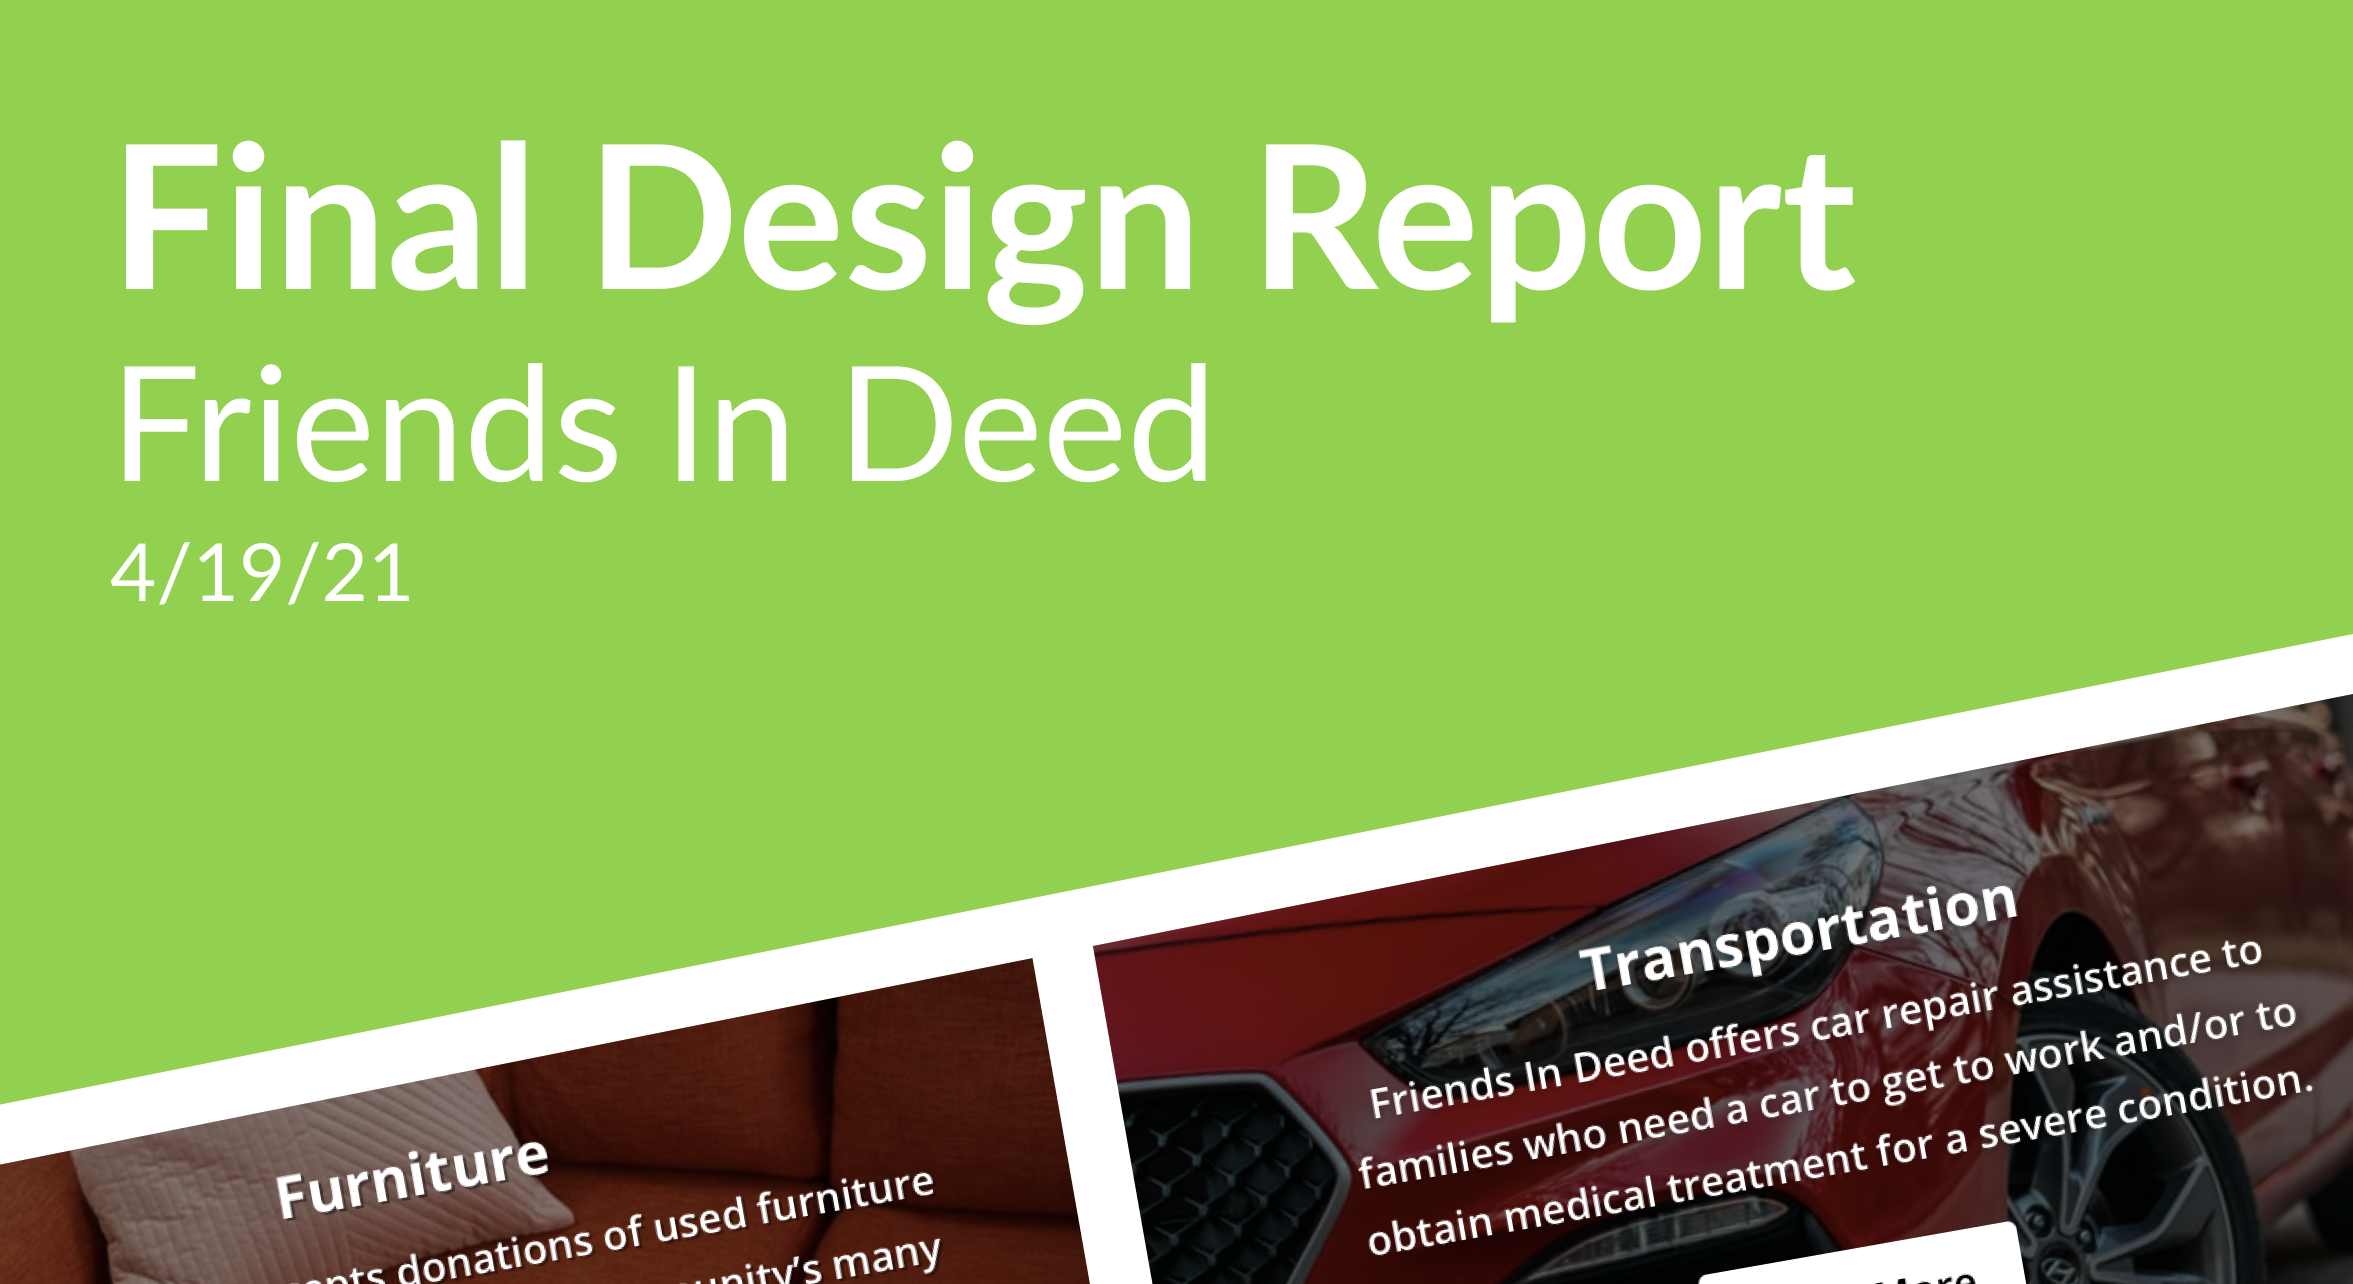 Final Design Report
Friends In Deed
4/19/21
Transportation
Friends In Deed offers car repair assistance to
families who need a car to get to work and/or to
obtain medical treatment for a severe condition.
More
Furniture
donations of used furniture
many